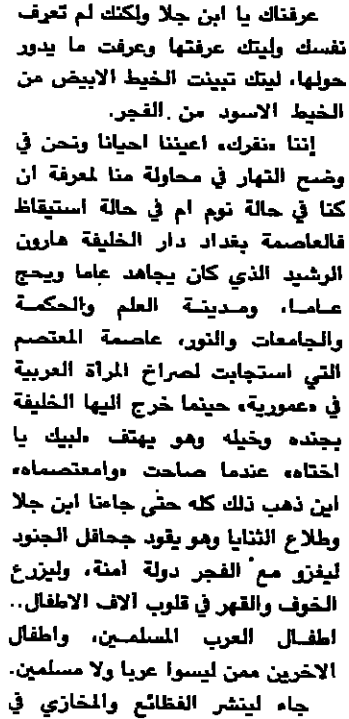 عرفناك يا ابن جلا ولكنك لم تعرف
نفسك وليتك عرفتها وعرفت ما يدور
حولها، ليتك تبينت الخيط الابيض من
الخيط الاسود من الفجر.
إننا «نفرك» اعيننا احيانا ونحن في
وضح النهار في محاولة منا لمعرفة ان
كنا في حالة نوم ام في حالة استيقاظ
فالعاصمة بغداد دار الخليفة هارون
الرشيد الذي كان يجاهد عاما ويحج
عامـا، ومـدينـة العلم والحكمـة
والجامعات والنور، عاصمة المعتصم
التي استجابت لصراخ المرأة العربية
في «عمورية» حينما خرج اليها الخليفة
بجنده وخيله وهو يهتف «لبيك يا
اختاه» عندما صاحت «وامعتصماه»
اين ذهب ذلك كله حتى جاءنا ابن جلا
وطلاع الثنايا وهو يقود جحافل الجنود
ليغزو مع الفجر دولة آمنة، وليزرع
الخوف والقهر في قلوب آلاف الاطفال..
اطفـال العرب المسلمـين، واطفال
الاخرين ممن ليسوا عربا ولا مسلمين.
جاء لينشر الفظائع والمخازي في